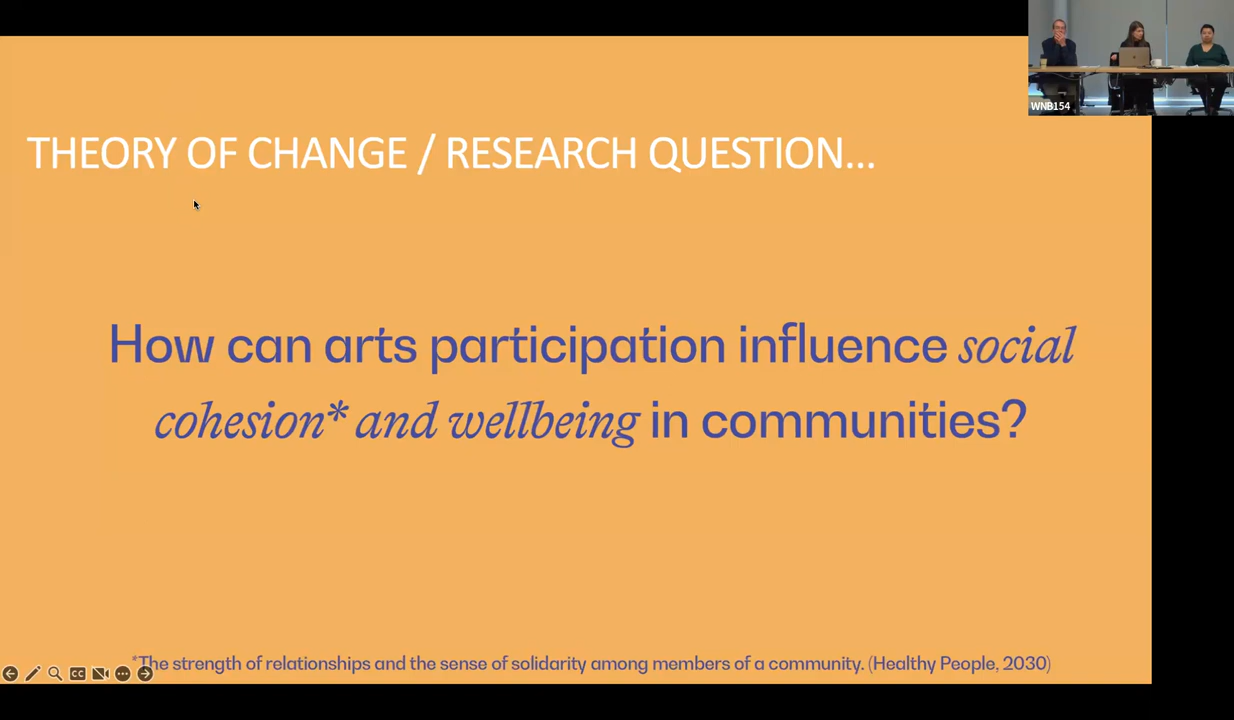 WNB154
THEORY OF CHANGE / RESEARCH QUESTION...
How can arts participation influence social
cohesion* and wellbeing in communities?
*The strength of relationships and the sense of solidarity among members of a community. (Healthy People, 2030)
CC